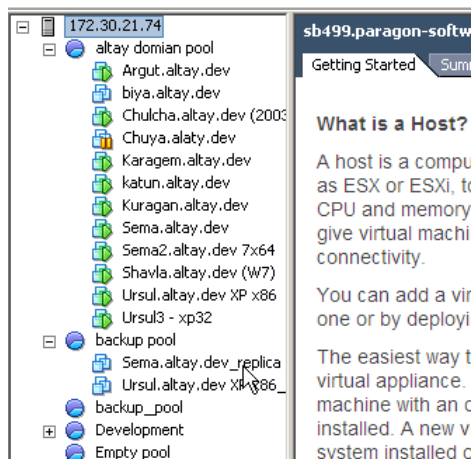 172.30.21.74
altay domian pool
Argut.altay.dev
biya.altay.dev
Chulcha.altay.dev (2003
Chuya.alaty.dev
Karagem.altay.dev
katun.altay.dev
Kuragan.altay.dev
Sema.altay.dev
Sema2.altay.dev 7x64
Shavla.altay.dev (W7)
Ursul.altay.dev XP x86
Ursul3 - xp32
backup pool
Sema.altay.dev_replica
Ursul.altay.dev XP x86_
backup_pool
Development
Empty pool
sb499.paragon-softw
Getting Started
Sum
What is a Host?
A host is a compu
as ESX or ESXi, to
CPU and memory
give virtual machi
connectivity.
You can add a vir
one or by deployi
The easiest way t
virtual appliance.
machine with an o
installed. A new v
system installed o